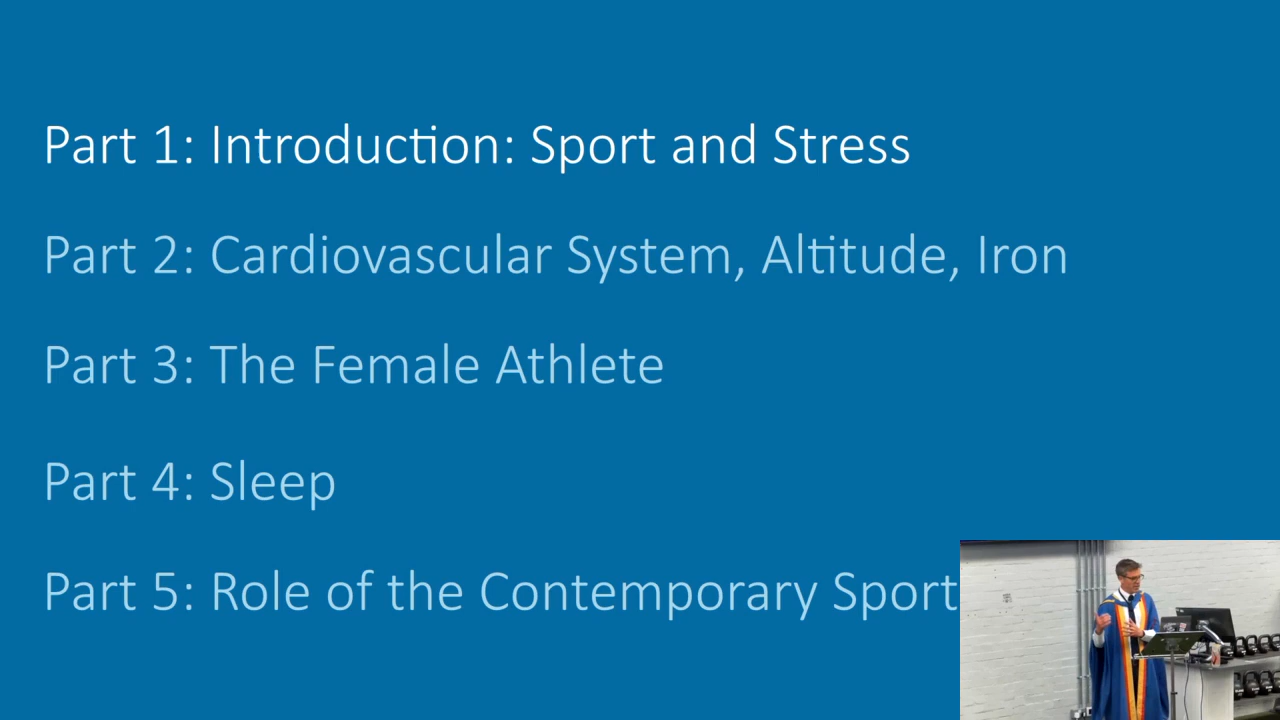 Part 1: Introduction: Sport and Stress
Part 2: Cardiovascular System, Altitude, Iron
Part 3: The Female Athlete
Part 4: Sleep
Part 5: Role of the Contemporary Sport